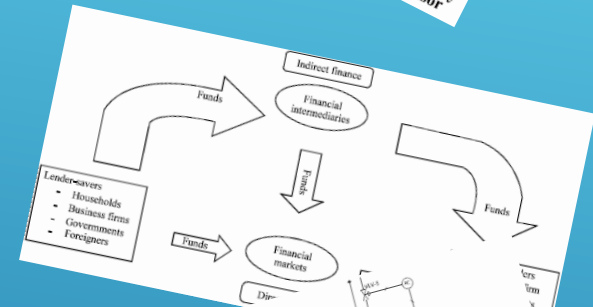 Indirect finance
Funds
Financial
intermediaries
Funds
Funds
Lender-savers
- Households
- Business firms
- Governments
- Foreigners
Funds
Financial
markets